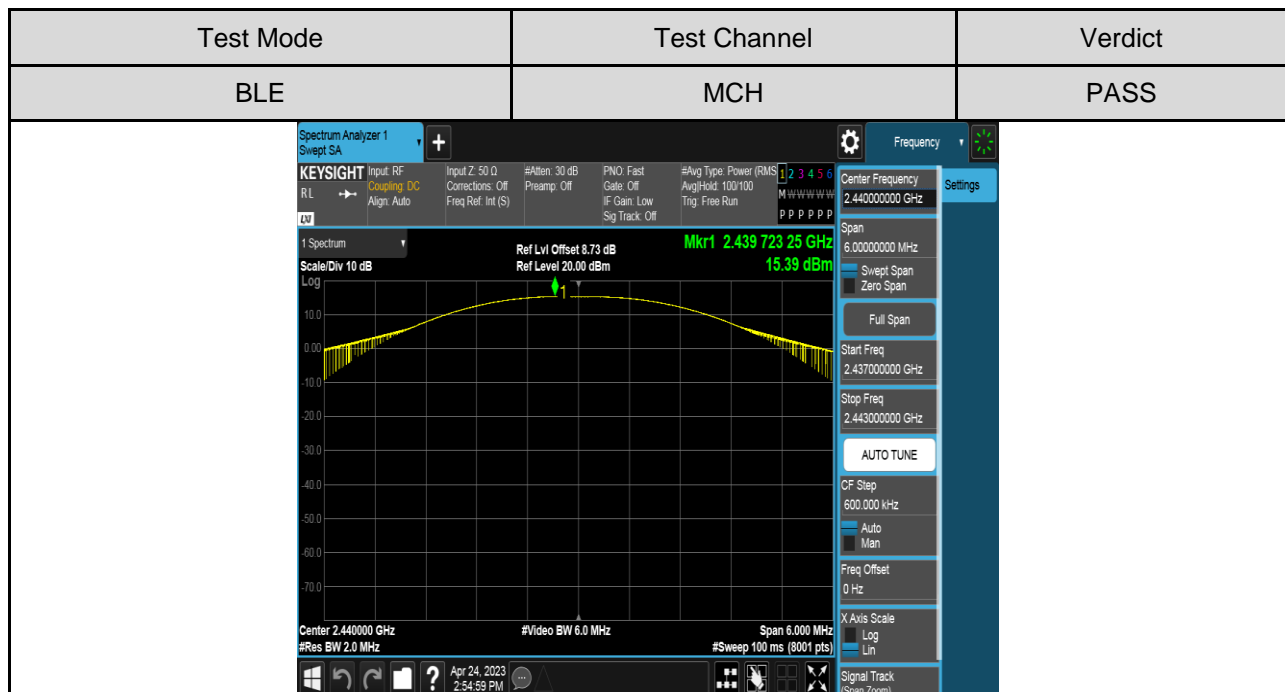 Test Mode Test Channel Verdict
BLE MCH PASS
Spectrum Analyzer 1
Swept SA
+
Frequency
KEYSIGHT
RL
LXI
Input: RF
Coupling: DC
Align: Auto
Input Z: 50 Ω
Corrections: Off
Freq Ref: Int (S)
#Atten: 30 dB
Preamp: Off
PNO: Fast
Gate: Off
IF Gain: Low
Sig Track: Off
#Avg Type: Power (RMS
Avg|Hold: 100/100
Trig: Free Run
1 2 3 4 5 6
M W W W W W
P P P P P P
1 Spectrum
Scale/Div 10 dB
Log
Ref Lvl Offset 8.73 dB
Ref Level 20.00 dBm
Mkr1 2.439 723 25 GHz
15.39 dBm
1
10.0
0.00
-10.0
-20.0
-30.0
-40.0
-50.0
-60.0
-70.0
Center 2.440000 GHz
#Res BW 2.0 MHz
#Video BW 6.0 MHz
Span 6.000 MHz
#Sweep 100 ms (8001 pts)
?
Apr 24, 2023
2:54:59 PM
Center Frequency
2.440000000 GHz
Settings
Span
6.00000000 MHz
Swept Span
Zero Span
Full Span
Start Freq
2.437000000 GHz
Stop Freq
2.443000000 GHz
AUTO TUNE
CF Step
600.000 kHz
Auto
Man
Freq Offset
0 Hz
X Axis Scale
Log
Lin
Signal Track
(Span Zoom)